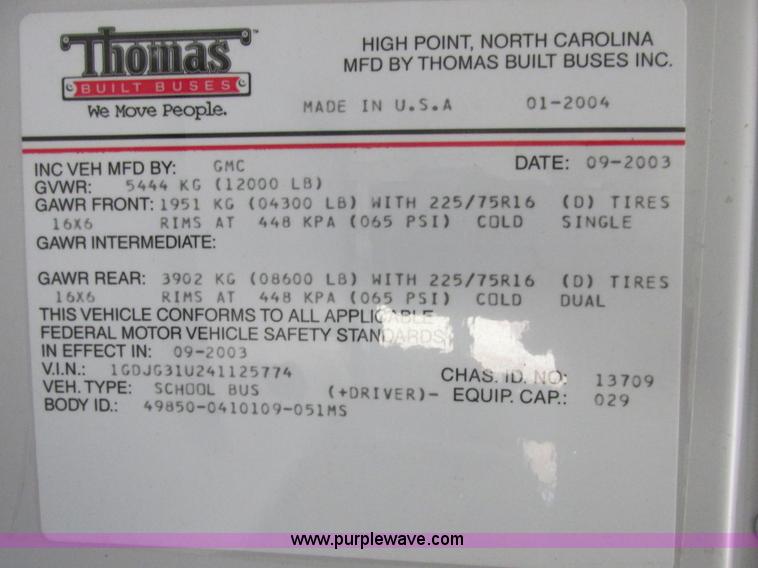 Thomas™
BUILT BUSES
We Move People.
HIGH POINT, NORTH CAROLINA
MFD BY THOMAS BUILT BUSES INC.
MADE IN U.S.A 01-2004
INC VEH MFD BY: GMC DATE: 09-2003
GVWR: 5444 KG (12000 LB)
GAWR FRONT: 1951 KG (04300 LB) WITH 225/75R16 (D) TIRES
16X6 RIMS AT 448 KPA (065 PSI) COLD SINGLE
GAWR INTERMEDIATE:
GAWR REAR: 3902 KG (08600 LB) WITH 225/75R16 (D) TIRES
16X6 RIMS AT 448 KPA (065 PSI) COLD DUAL
THIS VEHICLE CONFORMS TO ALL APPLICABLE
FEDERAL MOTOR VEHICLE SAFETY STANDARDS
IN EFFECT IN: 09-2003
V.I.N.: 1GDJG31U241125774 CHAS. ID. NO: 13709
VEH. TYPE: SCHOOL BUS (+DRIVER)- EQUIP. CAP.: 029
BODY ID.: 49850-0410109-051MS
www.purplewave.com